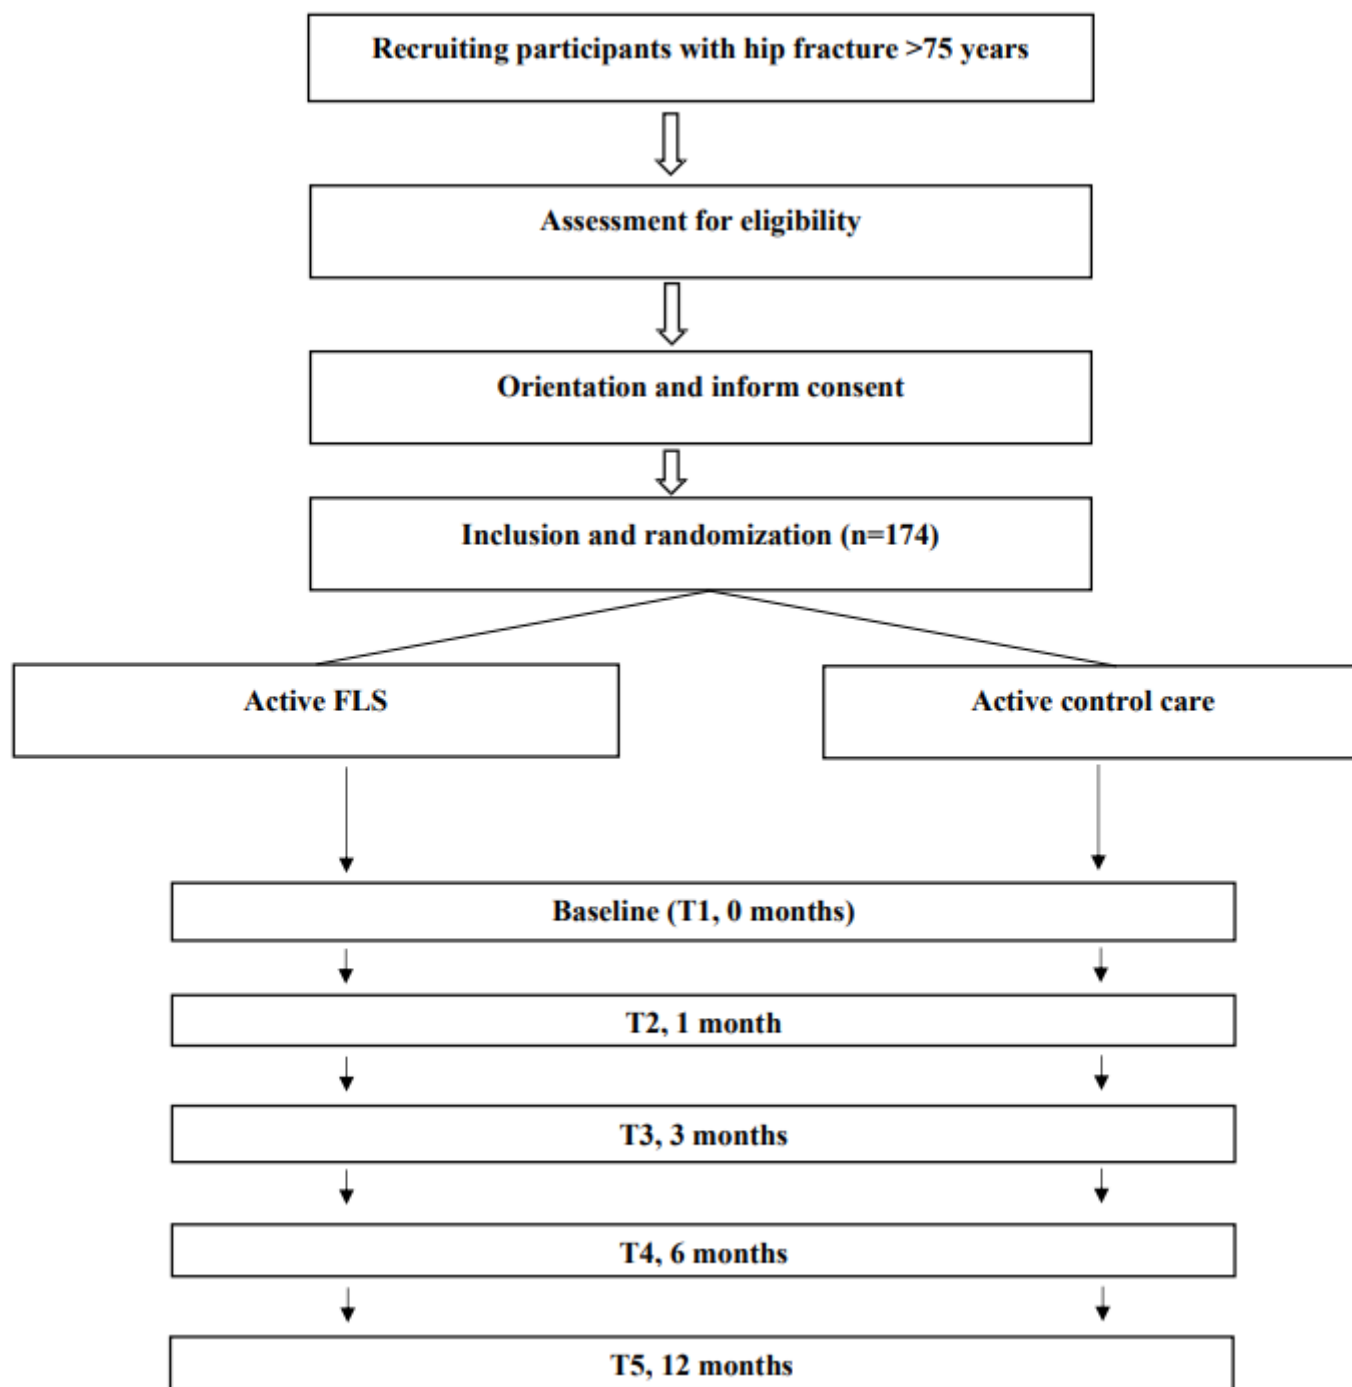 Recruiting participants with hip fracture >75 years
Assessment for eligibility
Orientation and inform consent
Inclusion and randomization (n=174)
Active FLS
Active control care
Baseline (T1, 0 months)
T2, 1 month
T3, 3 months
T4, 6 months
T5, 12 months